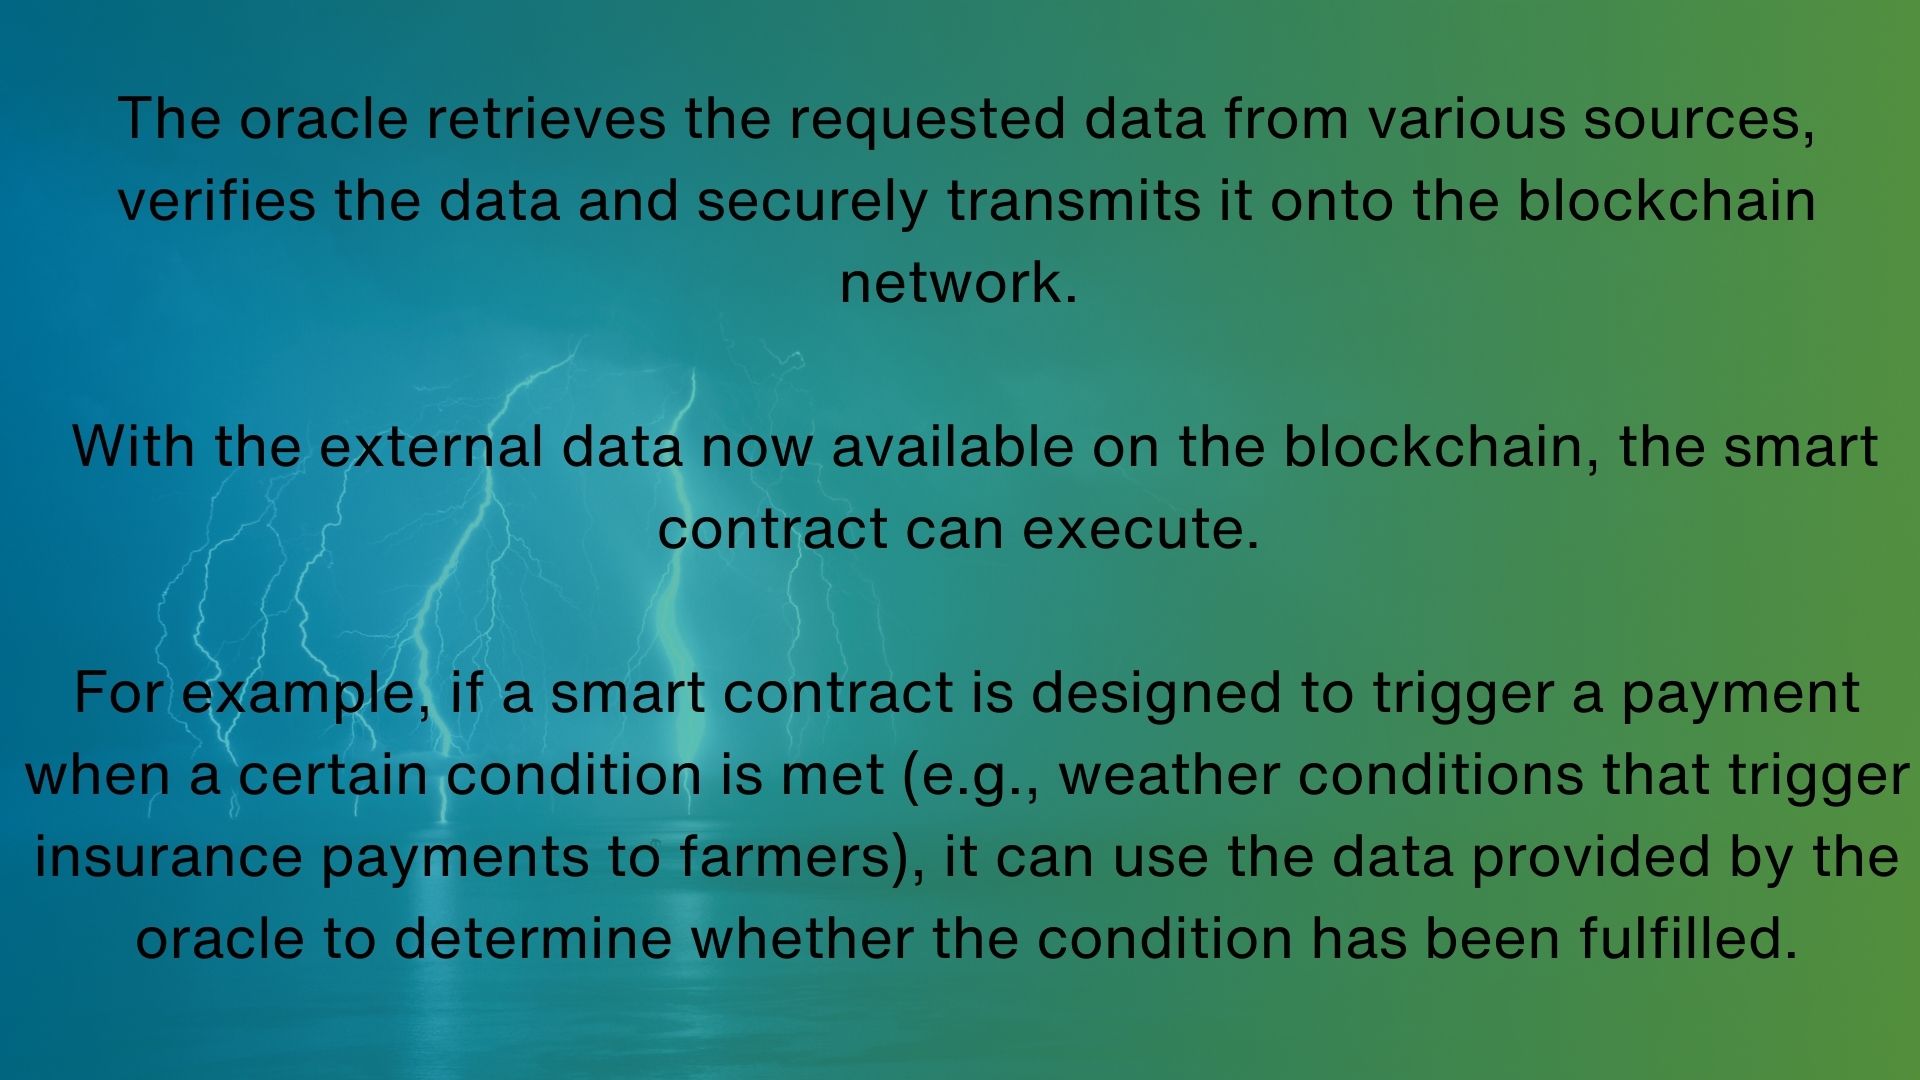 The oracle retrieves the requested data from various sources,
verifies the data and securely transmits it onto the blockchain
network.
With the external data now available on the blockchain, the smart
contract can execute.
For example, if a smart contract is designed to trigger a payment
when a certain condition is met (e.g., weather conditions that trigger
insurance payments to farmers), it can use the data provided by the
oracle to determine whether the condition has been fulfilled.